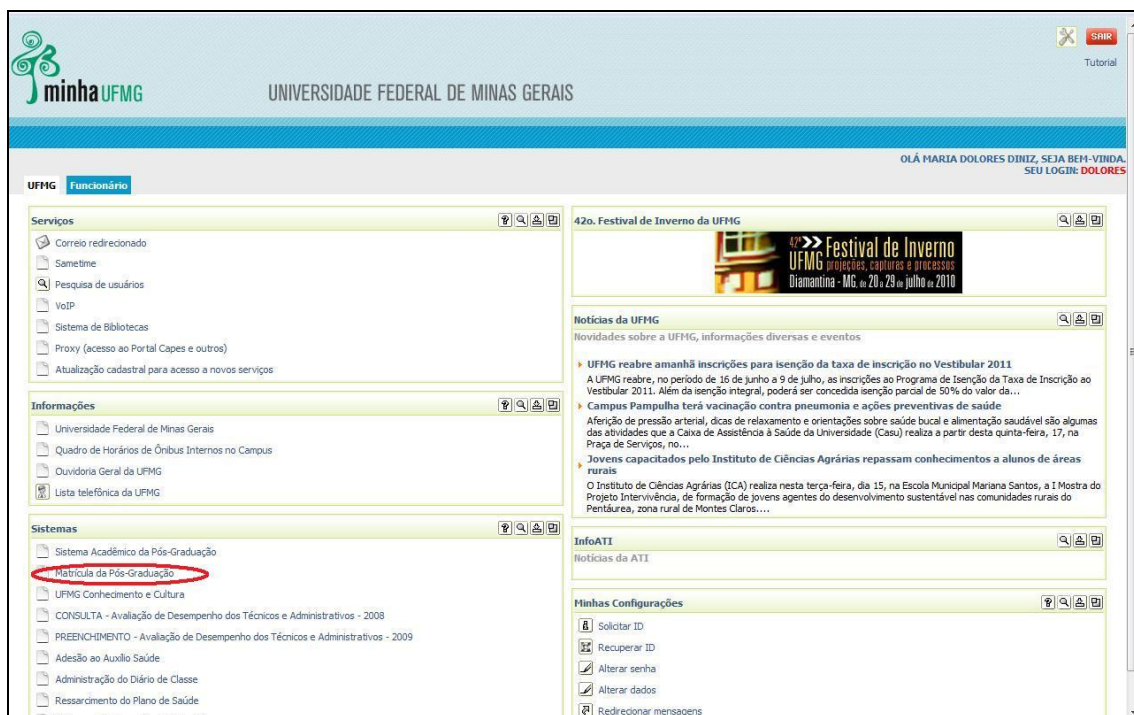 minhaUFMG
UNIVERSIDADE FEDERAL DE MINAS GERAIS
SAIR
Tutorial
OLÁ MARIA DOLORES DINIZ, SEJA BEM-VINDA.
SEU LOGIN: DOLORES
UFMG Funcionário
Serviços
Correio redirecionado
Sametime
Pesquisa de usuários
VoIP
Sistema de Bibliotecas
Proxy (acesso ao Portal Capes e outros)
Atualização cadastral para acesso a novos serviços
Informações
Universidade Federal de Minas Gerais
Quadro de Horários de Ônibus Internos no Campus
Ouvidoria Geral da UFMG
Lista telefônica da UFMG
Sistemas
Sistema Acadêmico da Pós-Graduação
Matrícula da Pós-Graduação
UFMG Conhecimento e Cultura
CONSULTA - Avaliação de Desempenho dos Técnicos e Administrativos - 2008
PREENCHIMENTO - Avaliação de Desempenho dos Técnicos e Administrativos - 2009
Adesão ao Auxílio Saúde
Administração do Diário de Classe
Ressarcimento do Plano de Saúde
42o. Festival de Inverno da UFMG
42º Festival de Inverno
UFMG projeções, capturas e processos
Diamantina - MG, de 20 a 29 de julho de 2010
Notícias da UFMG
Novidades sobre a UFMG, informações diversas e eventos
UFMG reabre amanhã inscrições para isenção da taxa de inscrição no Vestibular 2011
A UFMG reabre, no período de 16 de junho a 9 de julho, as inscrições ao Programa de Isenção da Taxa de Inscrição ao
Vestibular 2011. Além da isenção integral, poderá ser concedida isenção parcial de 50% do valor da...
Campus Pampulha terá vacinação contra pneumonia e ações preventivas de saúde
Aferição de pressão arterial, dicas de relaxamento e orientações sobre saúde bucal e alimentação saudável são algumas
das atividades que a Caixa de Assistência à Saúde da Universidade (Casu) realiza a partir desta quinta-feira, 17, na
Praça de Serviços, no...
Jovens capacitados pelo Instituto de Ciências Agrárias repassam conhecimentos a alunos de áreas
rurais
O Instituto de Ciências Agrárias (ICA) realiza nesta terça-feira, dia 15, na Escola Municipal Mariana Santos, a I Mostra do
Projeto Intervivência, de formação de jovens agentes do desenvolvimento sustentável nas comunidades rurais do
Pentáurea, zona rural de Montes Claros....
InfoATI
Notícias da ATI
Minhas Configurações
Solicitar ID
Recuperar ID
Alterar senha
Alterar dados
Redirecionar mensagens